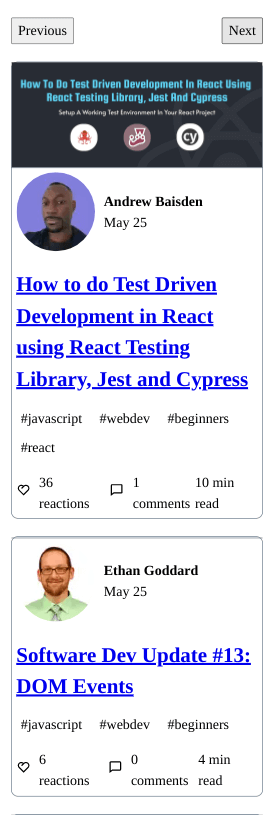 Previous
Next
How To Do Test Driven Development In React Using
React Testing Library, Jest And Cypress
Setup A Working Test Environment In Your React Project
cy
Andrew Baisden
May 25
How to do Test Driven
Development in React
using React Testing
Library, Jest and Cypress
#javascript #webdev #beginners
#react
36 reactions
1 comments
10 min read
Ethan Goddard
May 25
Software Dev Update #13:
DOM Events
#javascript #webdev #beginners
6 reactions
0 comments
4 min read